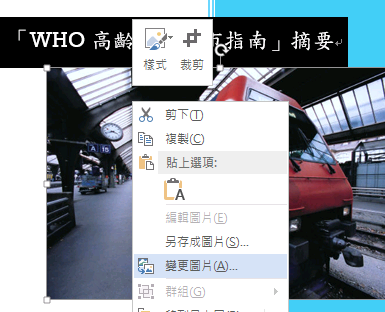 「WHO 高齡 指南」摘要
樣式 裁剪
剪下(T)
複製(C)
貼上選項:
A
編輯圖片(E)
另存成圖片(S)...
變更圖片(A)...
群組(G)